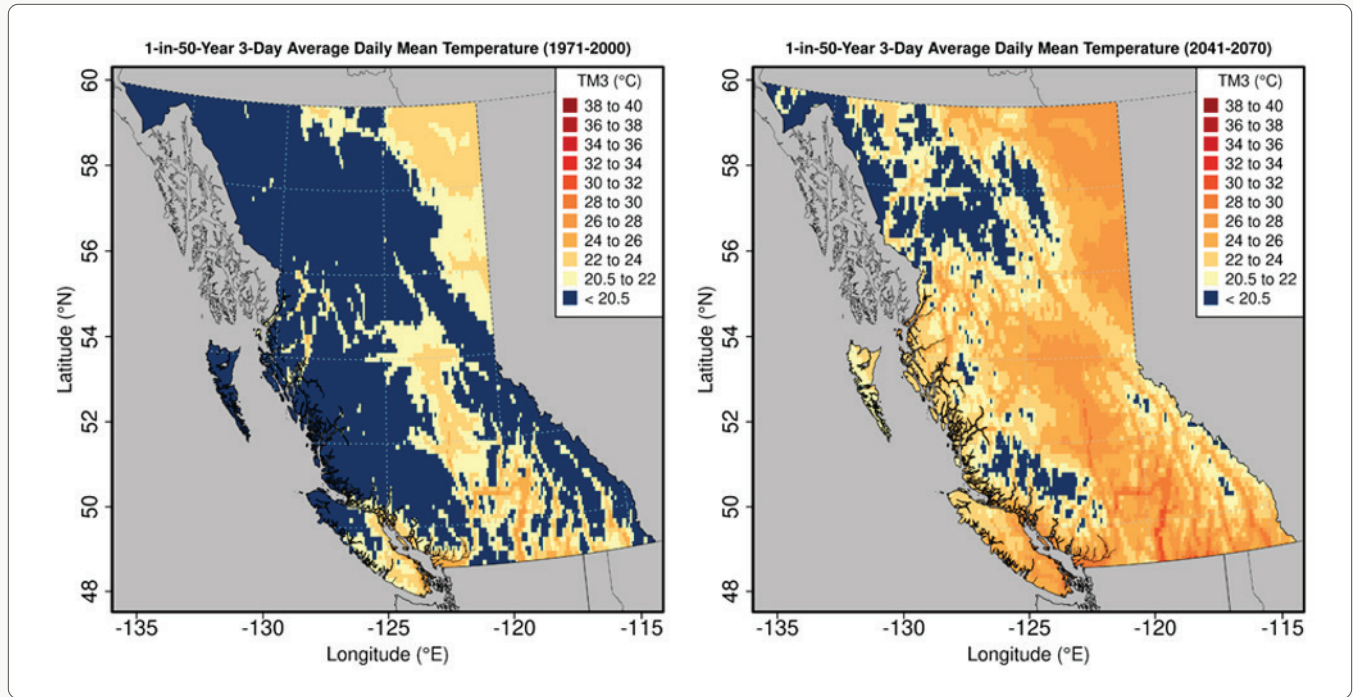 1-in-50-Year 3-Day Average Daily Mean Temperature (1971-2000)
TM3 (°C)
38 to 40
36 to 38
34 to 36
32 to 34
30 to 32
28 to 30
26 to 28
24 to 26
22 to 24
20.5 to 22
< 20.5
60
58
56
54
52
50
48
Latitude (°N)
-135
-130
-125
-120
-115
Longitude (°E)
1-in-50-Year 3-Day Average Daily Mean Temperature (2041-2070)
TM3 (°C)
38 to 40
36 to 38
34 to 36
32 to 34
30 to 32
28 to 30
26 to 28
24 to 26
22 to 24
20.5 to 22
< 20.5
60
58
56
54
52
50
48
Latitude (°N)
-135
-130
-125
-120
-115
Longitude (°E)